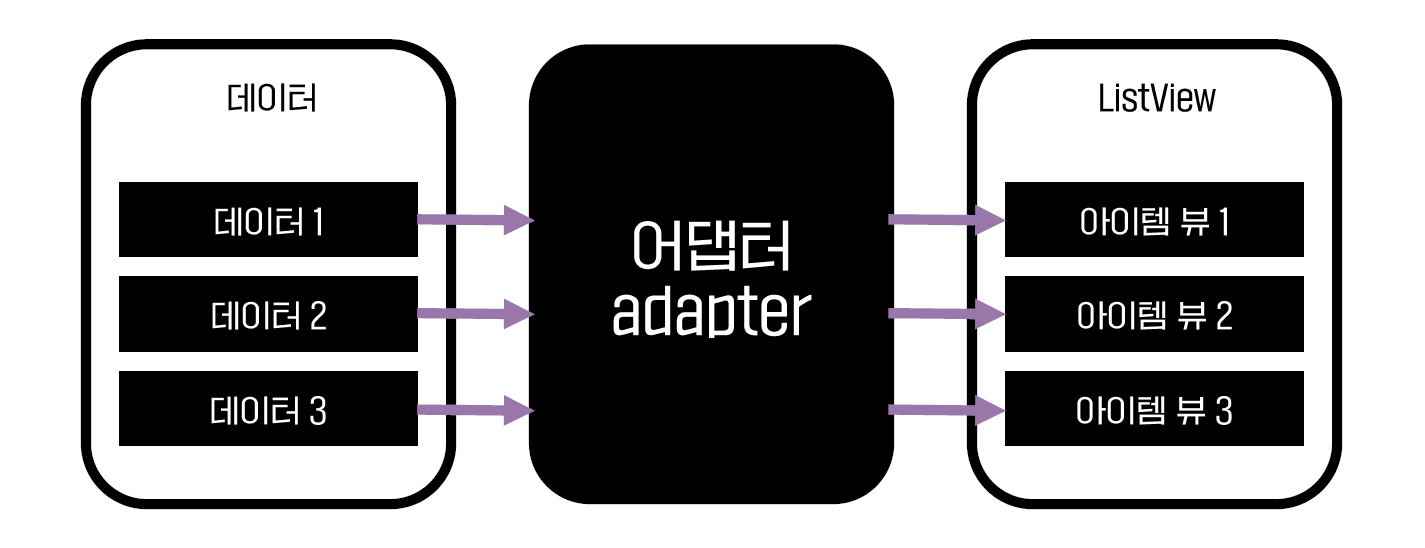 데이터
데이터 1
데이터 2
데이터 3
어댑터
adapter
ListView
아이템 뷰 1
아이템 뷰 2
아이템 뷰 3